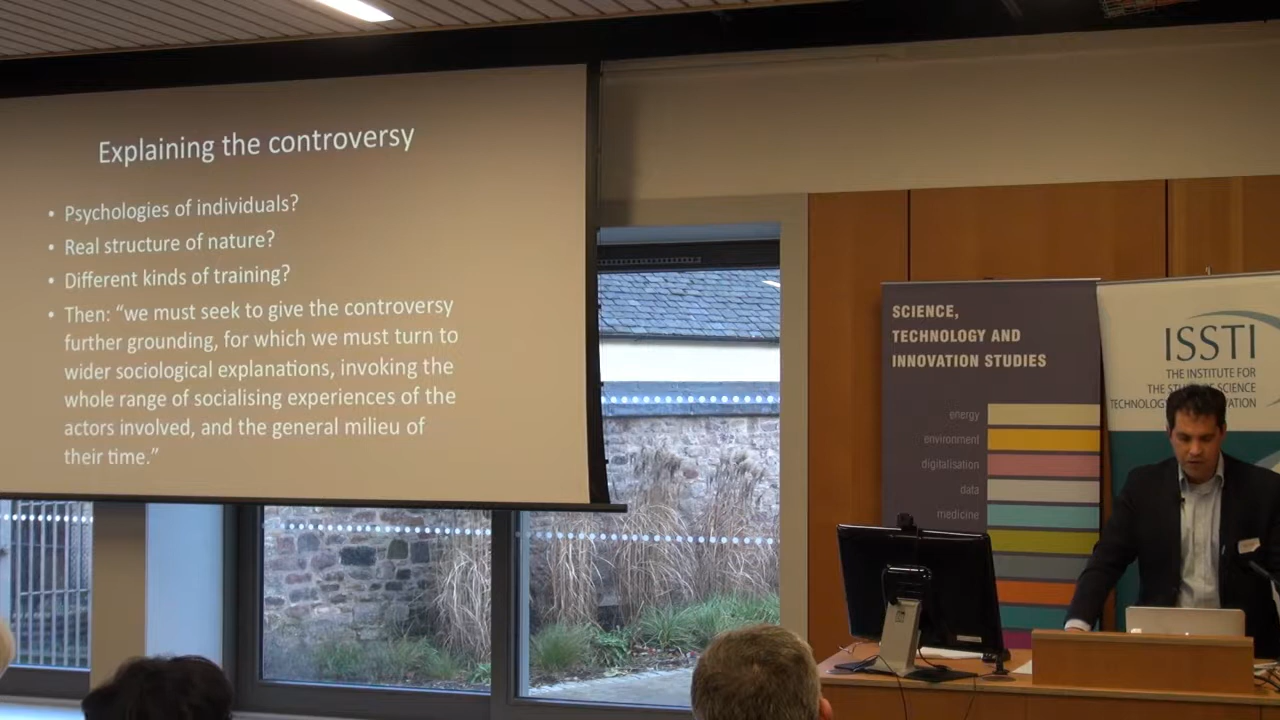 Explaining the controversy
• Psychologies of individuals?
• Real structure of nature?
• Different kinds of training?
• Then: “we must seek to give the controversy
further grounding, for which we must turn to
wider sociological explanations, invoking the
whole range of socialising experiences of the
actors involved, and the general milieu of
their time.”
SCIENCE,
TECHNOLOGY AND
INNOVATION STUDIES
energy
environment
digitalisation
data
medicine
ISSTI
THE INSTITUTE FOR
THE OF SCIENCE